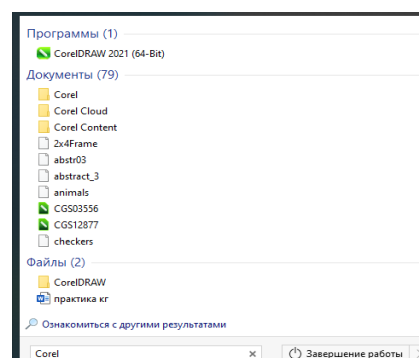 Программы (1)
CorelDRAW 2021 (64-Bit)
Документы (79)
Corel
Corel Cloud
Corel Content
2x4Frame
abstr03
abstract_3
animals
CGS03556
CGS12877
checkers
Файлы (2)
CorelDRAW
практика кг
Ознакомиться с другими результатами
Corel
Завершение работы